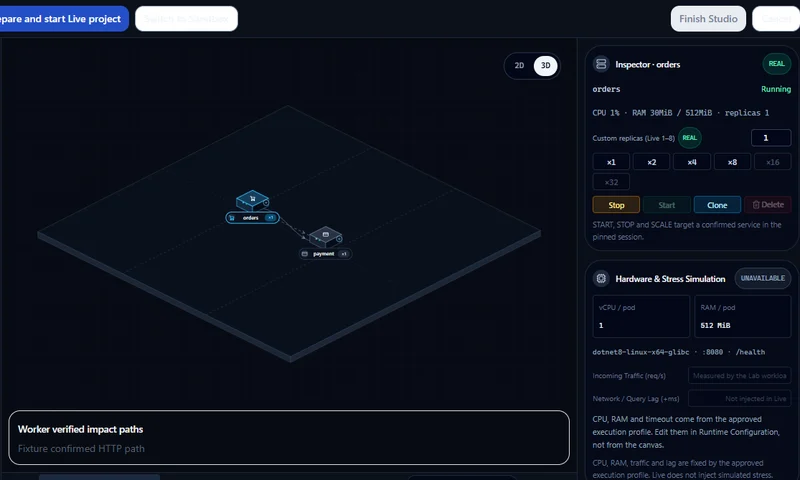 epare and start Live project
Finish Studio
2D 3D
orders ×1
payment ×1
Worker verified impact paths
Fixture confirmed HTTP path
Inspector · orders REAL
orders Running
CPU 1% · RAM 30MiB / 512MiB · replicas 1
Custom replicas (Live 1–8) REAL 1
×1 ×2 ×4 ×8 ×16
×32
Stop Start Clone Delete
START, STOP and SCALE target a confirmed service in the
pinned session.
Hardware & Stress Simulation UNAVAILABLE
vCPU / pod RAM / pod
1 512 MiB
dotnet8-linux-x64-glibc · :8080 · /health
Incoming Traffic (req/s) Measured by the Lab workloa
Network / Query Lag (+ms) Not injected in Live
CPU, RAM and timeout come from the approved
execution profile. Edit them in Runtime Configuration,
not from the canvas.
CPU, RAM, traffic and lag are fixed by the approved
execution profile. Live does not inject simulated stress.